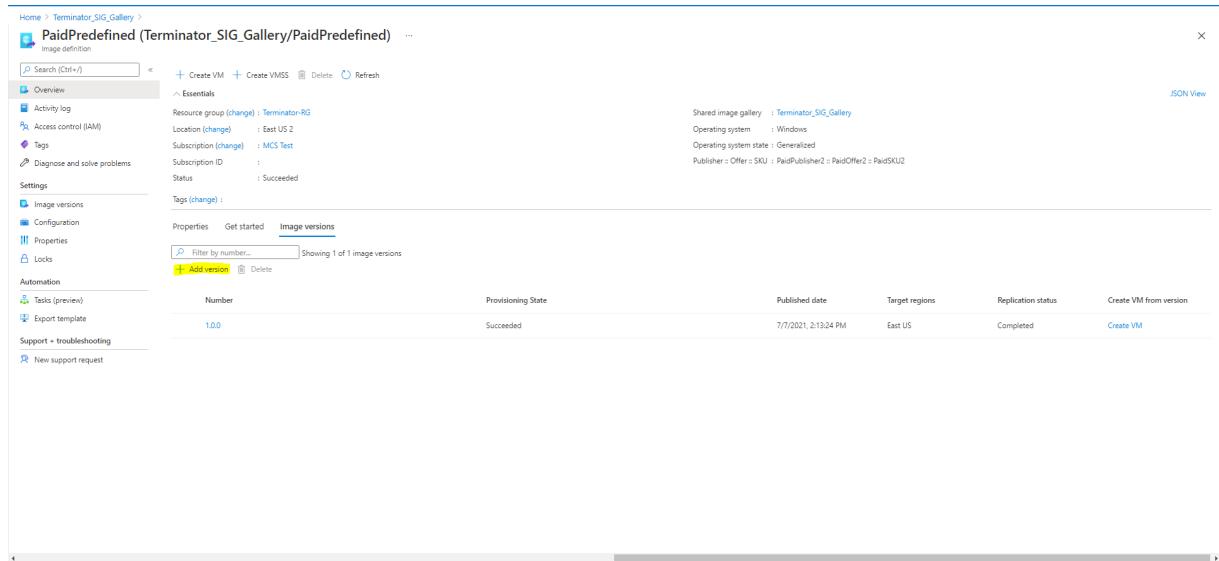 Home > Terminator_SIG_Gallery >
PaidPredefined (Terminator_SIG_Gallery/PaidPredefined) ...
Image definition
Search (Ctrl+/) «
Overview
Activity log
Access control (IAM)
Tags
Diagnose and solve problems
Settings
Image versions
Configuration
Properties
Locks
Automation
Tasks (preview)
Export template
Support + troubleshooting
New support request
+ Create VM + Create VMSS Delete Refresh
Essentials JSON View
Resource group (change) : Terminator-RG
Location (change) : East US 2
Subscription (change) : MCS Test
Subscription ID :
Status : Succeeded
Shared image gallery : Terminator_SIG_Gallery
Operating system : Windows
Operating system state : Generalized
Publisher :: Offer :: SKU : PaidPublisher2 :: PaidOffer2 :: PaidSKU2
Tags (change) :
Properties Get started Image versions
Filter by number... Showing 1 of 1 image versions
+ Add version Delete
Number Provisioning State Published date Target regions Replication status Create VM from version
1.0.0 Succeeded 7/7/2021, 2:13:24 PM East US Completed Create VM